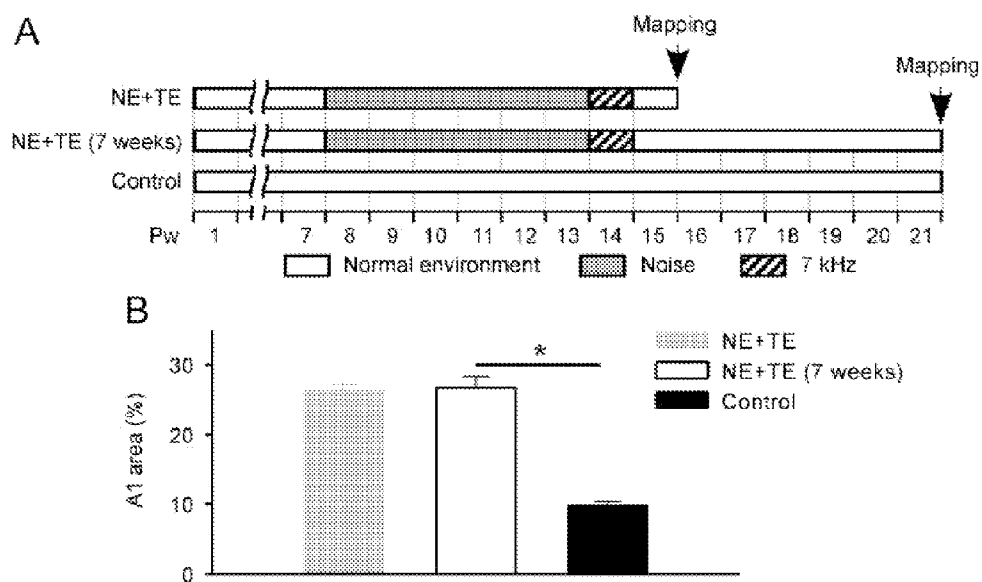 A
Mapping
Mapping
NE+TE
NE+TE (7 weeks)
Control
Pw 1 7 8 9 10 11 12 13 14 15 16 17 18 19 20 21
Normal environment Noise 7 kHz
B
*
NE+TE
NE+TE (7 weeks)
Control
A1 area (%)
30
20
10
0